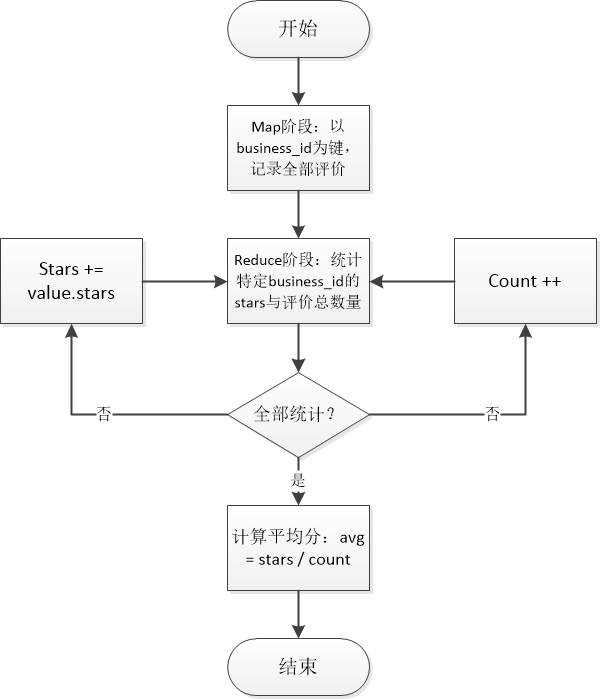 开始
Map阶段：以
business_id为键，
记录全部评价
Stars +=
value.stars
Reduce阶段：统计
特定business_id的
stars与评价总数量
Count ++
全部统计？
否
否
是
计算平均分：avg
= stars / count
结束